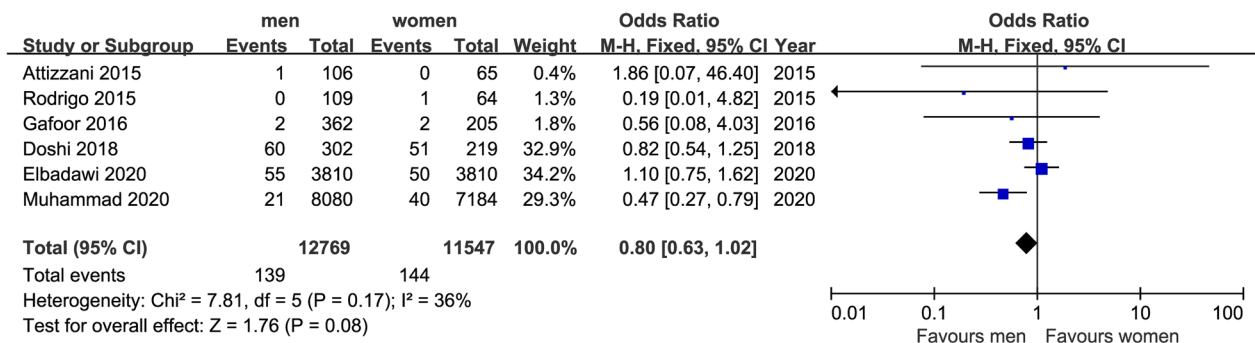 men women Odds Ratio Odds Ratio
Study or Subgroup Events Total Events Total Weight M-H, Fixed, 95% CI Year M-H, Fixed, 95% CI
Attizzani 2015 1 106 0 65 0.4% 1.86 [0.07, 46.40] 2015
Rodrigo 2015 0 109 1 64 1.3% 0.19 [0.01, 4.82] 2015
Gafoor 2016 2 362 2 205 1.8% 0.56 [0.08, 4.03] 2016
Doshi 2018 60 302 51 219 32.9% 0.82 [0.54, 1.25] 2018
Elbadawi 2020 55 3810 50 3810 34.2% 1.10 [0.75, 1.62] 2020
Muhammad 2020 21 8080 40 7184 29.3% 0.47 [0.27, 0.79] 2020
Total (95% CI) 12769 11547 100.0% 0.80 [0.63, 1.02]
Total events 139 144
Heterogeneity: Chi² = 7.81, df = 5 (P = 0.17); I² = 36%
Test for overall effect: Z = 1.76 (P = 0.08)
0.01 0.1 1 10 100
Favours men Favours women